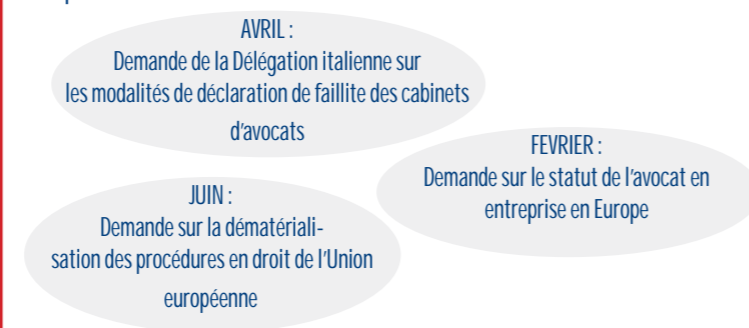 AVRIL :
Demande de la Délégation italienne sur
les modalités de déclaration de faillite des cabinets
d'avocats
FEVRIER :
Demande sur le statut de l'avocat en
entreprise en Europe
JUIN :
Demande sur la dématériali-
sation des procédures en droit de l'Union
européenne